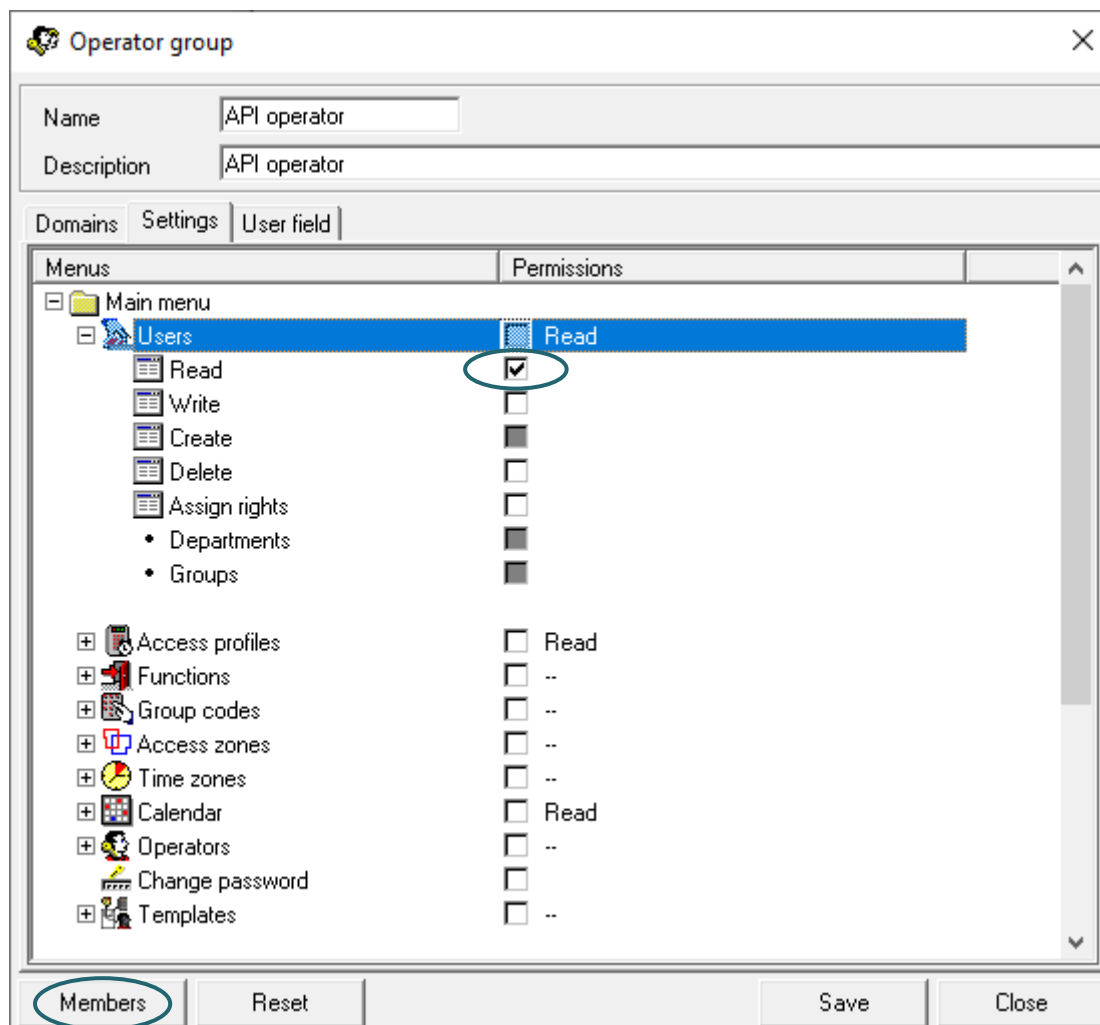 Operator group
Name API operator
Description API operator
Domains Settings User field
Menus Permissions
Main menu
Users Read
Read
Write
Create
Delete
Assign rights
• Departments
• Groups
Access profiles Read
Functions --
Group codes --
Access zones --
Time zones --
Calendar Read
Operators --
Change password
Templates --
Members Reset Save Close